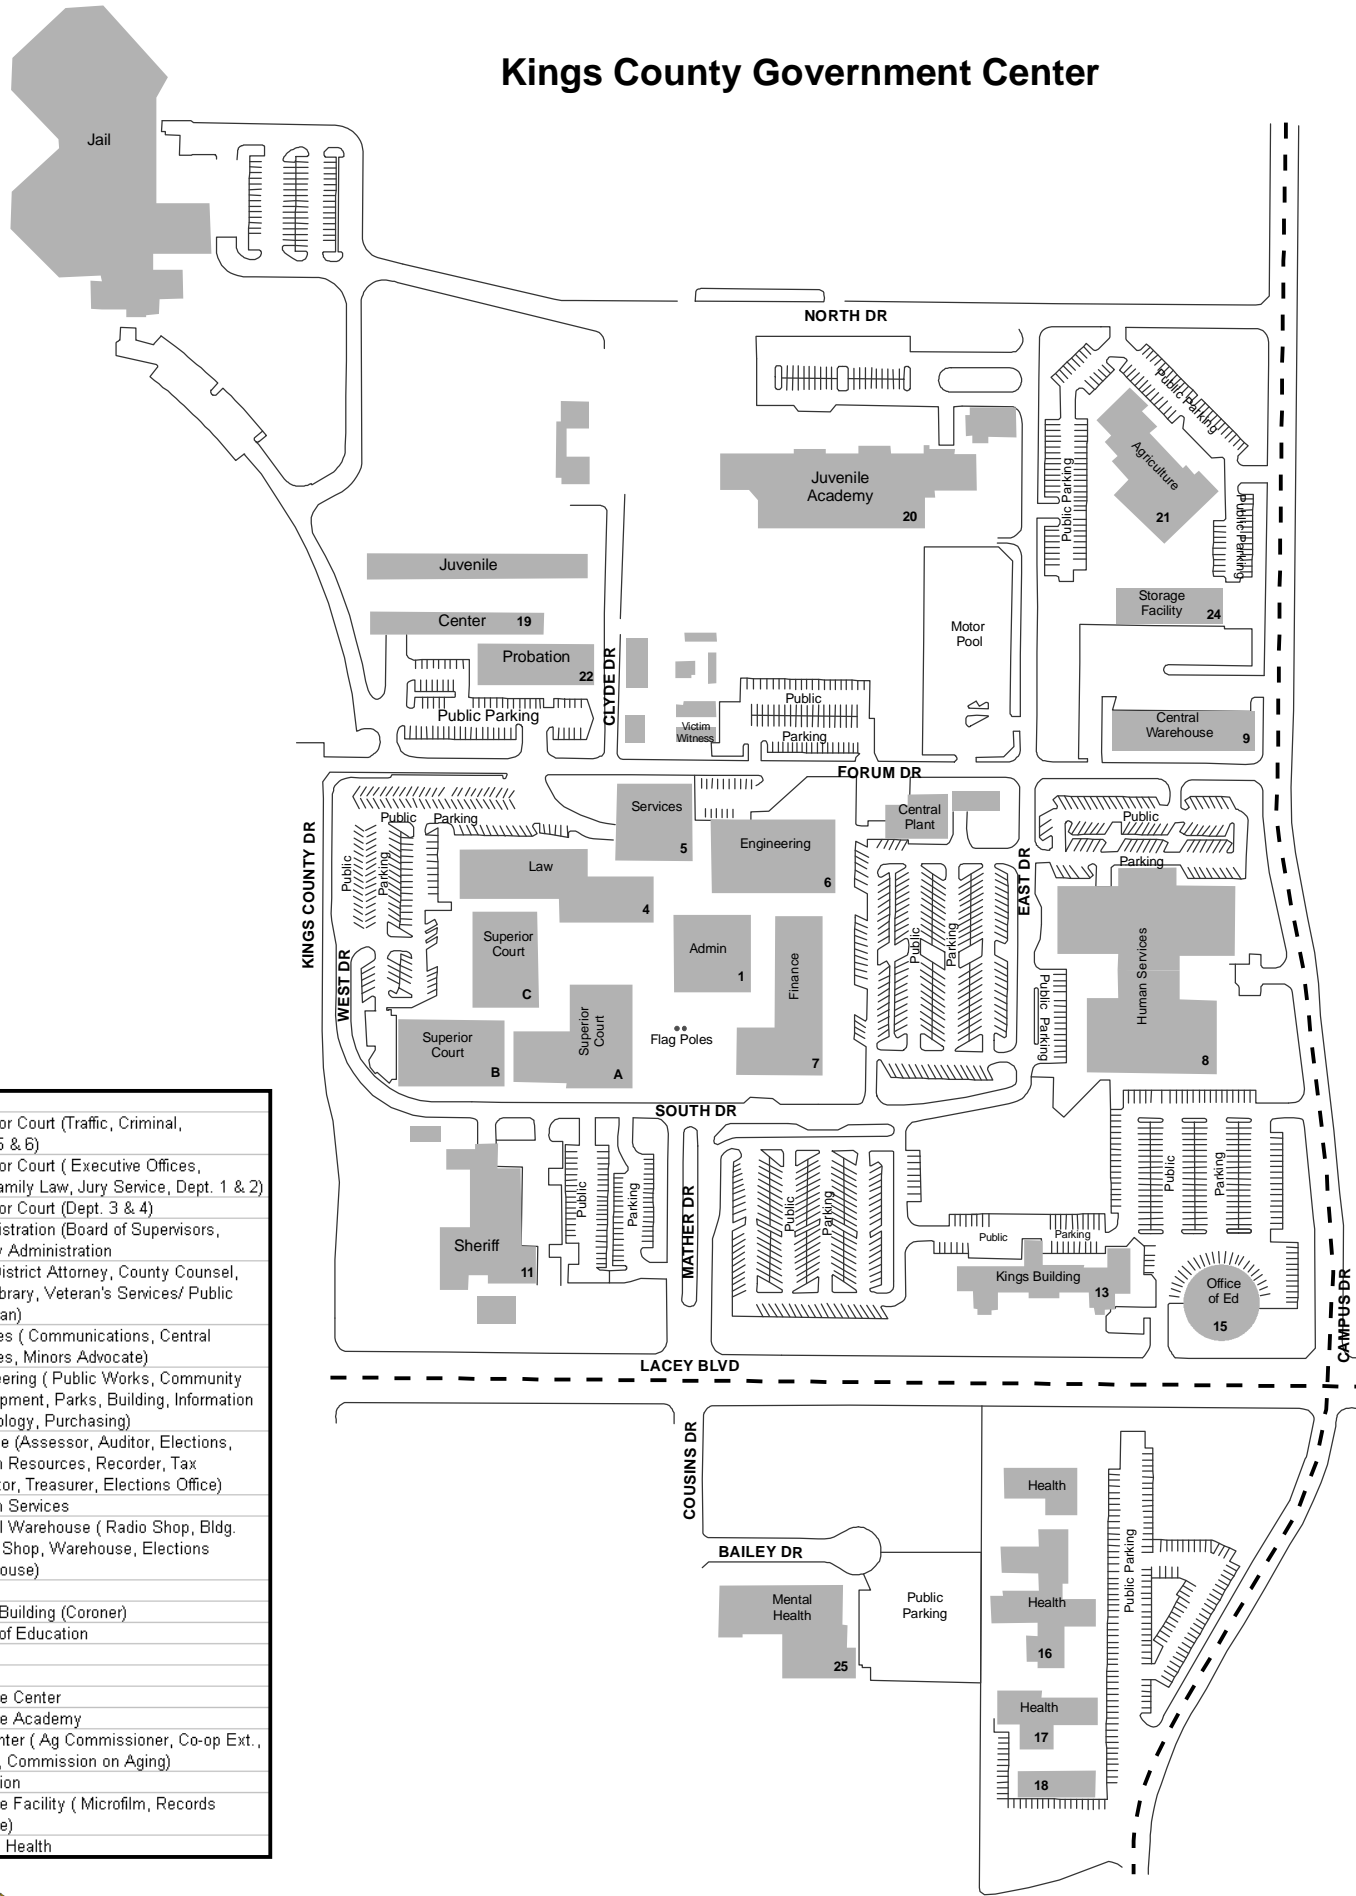 Kings County Government Center
Jail
NORTH DR
Public Parking
Agriculture
21
Public Parking
Public Parking
Juvenile
Academy
20
Juvenile
Center 19
Probation
22
CLYDE DR
Public Parking
Storage
Facility
24
Motor
Pool
Victim
Witness
Public
Parking
Central
Warehouse
9
FORUM DR
KINGS COUNTY DR
WEST DR
Public Parking
Public
Parking
Services
5
Engineering
6
Central
Plant
EAST DR
Public
Parking
Law
4
Superior
Court
C
Admin
1
Finance
7
Public
Parking
Human Services
8
Public Parking
Superior
Court
B
Superior
Court
A
Flag Poles
SOUTH DR
Sheriff
11
Public
Parking
MATHER DR
Public
Parking
Public
Parking
Public Parking
Kings Building
13
Office
of Ed
15
CAMPUS DR
LACEY BLVD
COUSINS DR
BAILEY DR
Mental
Health
25
Public
Parking
Health
Health
16
Health
17
18
Public Parking
or Court (Traffic, Criminal,
5 & 6)
or Court ( Executive Offices,
amily Law, Jury Service, Dept. 1 & 2)
or Court (Dept. 3 & 4)
istration (Board of Supervisors,
y Administration
District Attorney, County Counsel,
ibrary, Veteran's Services/ Public
an)
es ( Communications, Central
es, Minors Advocate)
eering ( Public Works, Community
pment, Parks, Building, Information
ology, Purchasing)
e (Assessor, Auditor, Elections,
n Resources, Recorder, Tax
tor, Treasurer, Elections Office)
n Services
l Warehouse ( Radio Shop, Bldg.
Shop, Warehouse, Elections
ouse)
Building (Coroner)
of Education
e Center
e Academy
nter ( Ag Commissioner, Co-op Ext.,
, Commission on Aging)
ion
e Facility ( Microfilm, Records
e)
Health